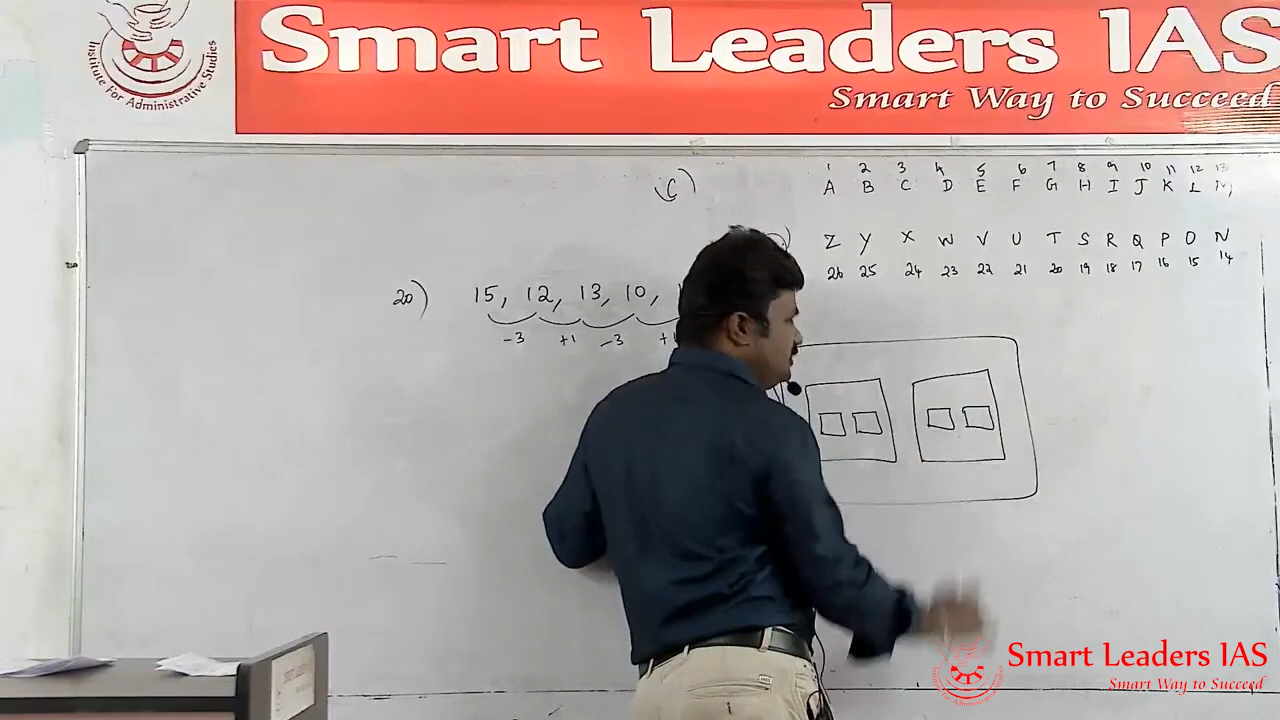 Smart Leaders IAS
Smart Way to Succeed
Institute For Administrative Studies
C)
1 2 3 4 5 6 7 8 9 10 11 12 13
A B C D E F G H I J K L M
Z Y X W V U T S R Q P O N
26 25 24 23 22 21 20 19 18 17 16 15 14
20) 15, 12, 13, 10,
-3 +1 -3 +1
Smart Leaders IAS
Smart Way to Succeed